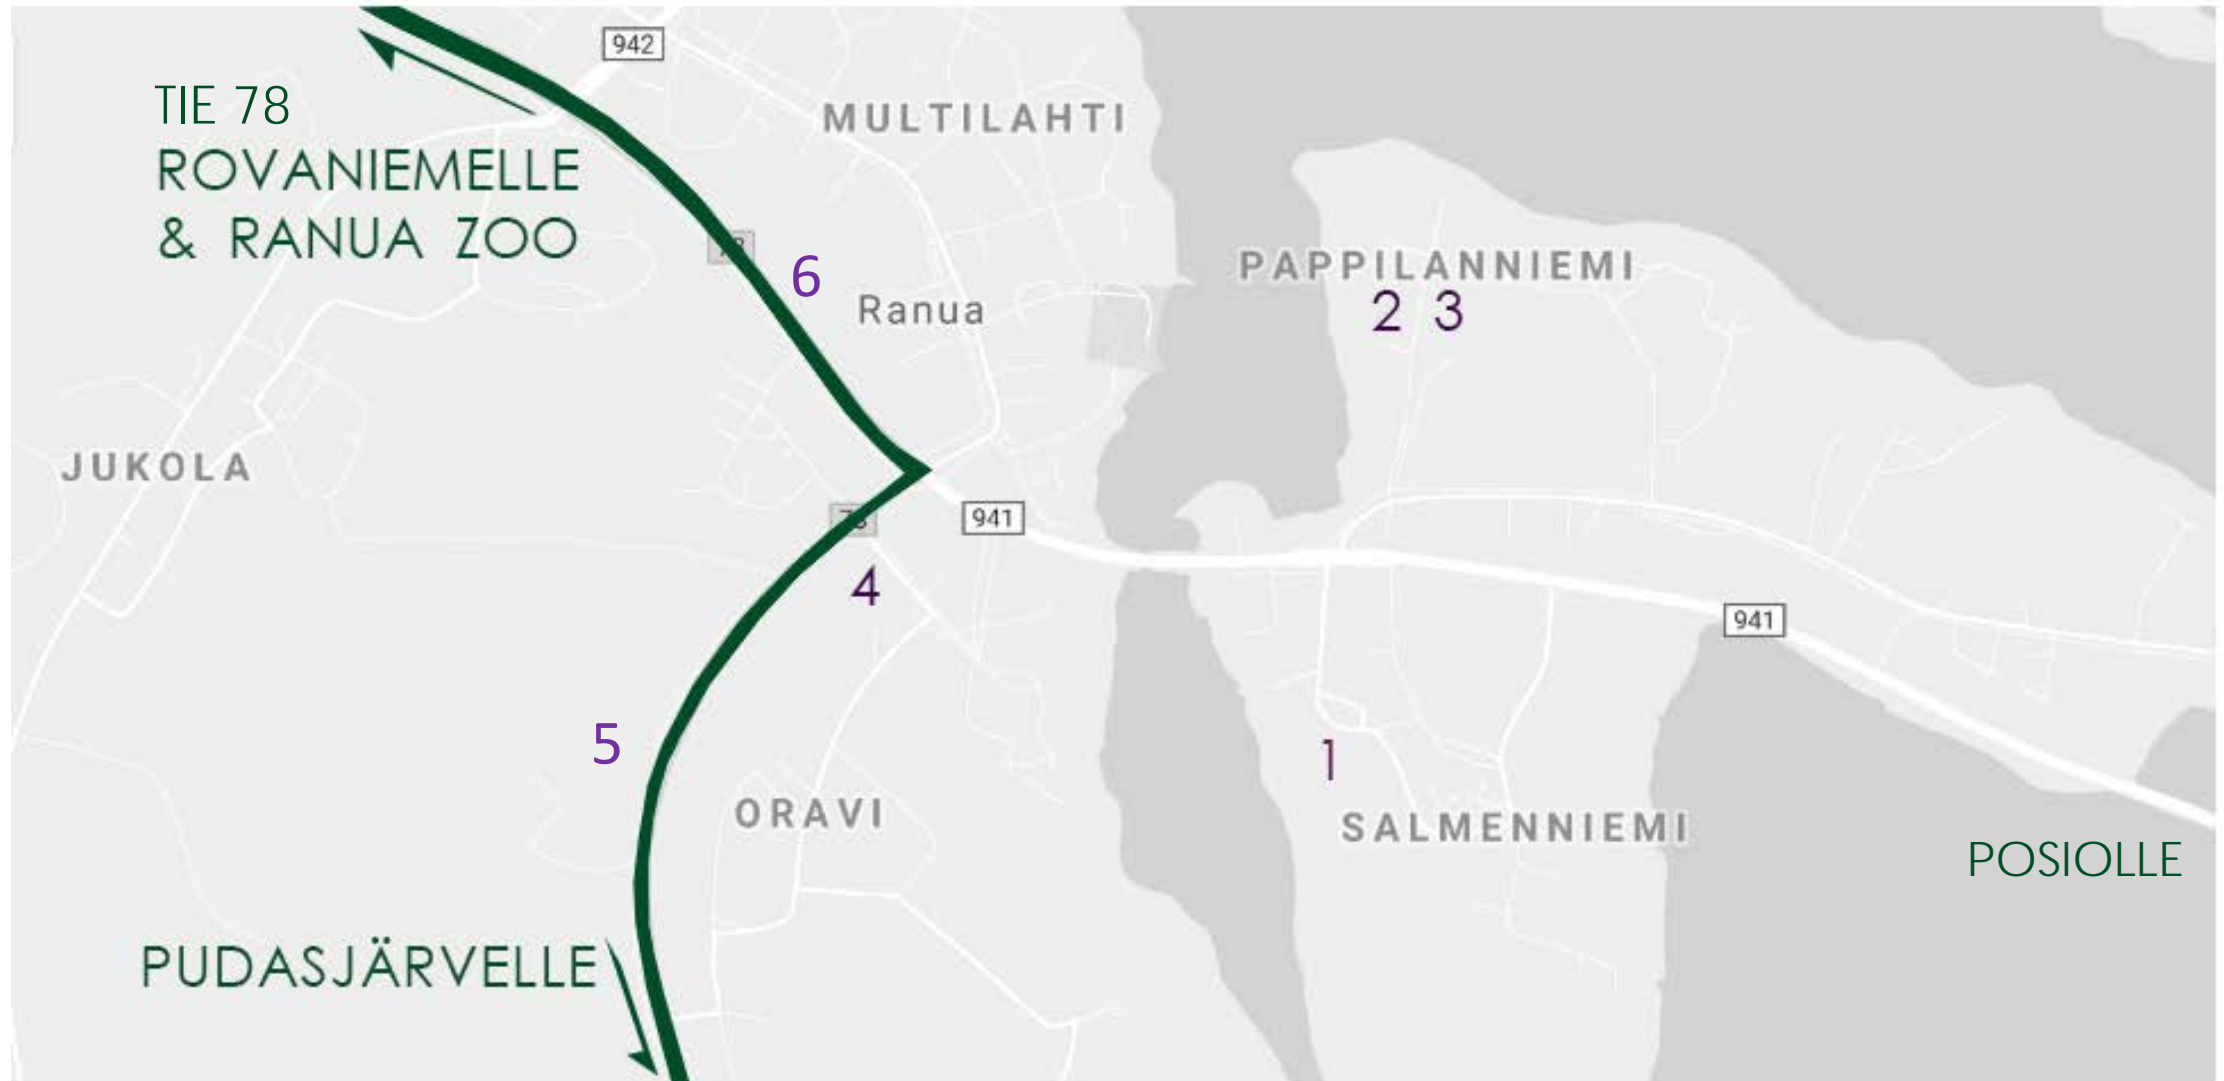 942
TIE 78
MULTILAHTI
ROVANIEMELLE
& RANUA ZOO
6
PAPPILANNIEMI
Ranua
2 3
JUKOLA
941
4
941
5
1
ORAVI
SALMENNIEMI
POSIOLLE
PUDASJÄRVELLE